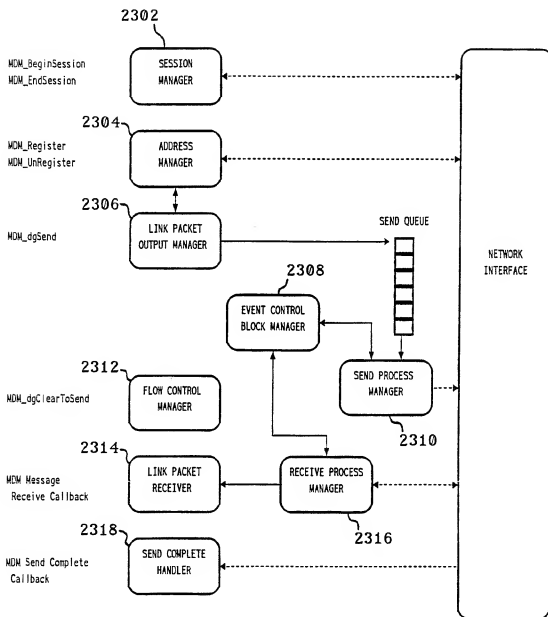 2302
MDM_BeginSession
MDM_EndSession
SESSION
MANAGER
2304
MDM_Register
MDM_UnRegister
ADDRESS
MANAGER
2306
MDM_dgSend
LINK PACKET
OUTPUT MANAGER
SEND QUEUE
NETWORK
INTERFACE
2308
EVENT CONTROL
BLOCK MANAGER
2312
MDM_dgClearToSend
FLOW CONTROL
MANAGER
SEND PROCESS
MANAGER
2310
2314
MDM Message
Receive Callback
LINK PACKET
RECEIVER
RECEIVE PROCESS
MANAGER
2316
2318
MDM Send Complete
Callback
SEND COMPLETE
HANDLER